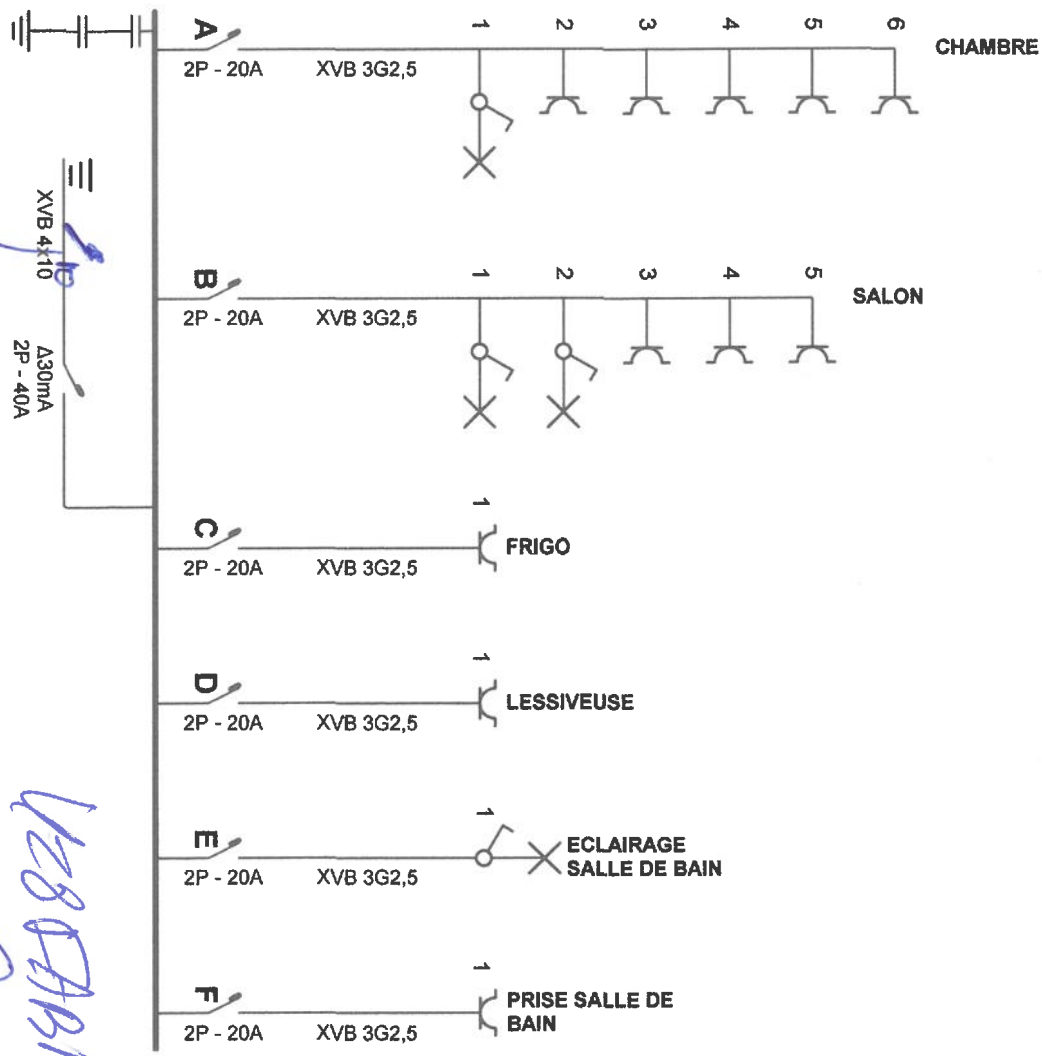 A
2P - 20A
XVB 3G2,5
1
2
3
4
5
6
CHAMBRE
XVB 4x10
Δ30mA
2P - 40A
B
2P - 20A
XVB 3G2,5
1
2
3
4
5
SALON
C
2P - 20A
XVB 3G2,5
1
FRIGO
D
2P - 20A
XVB 3G2,5
1
LESSIVEUSE
E
2P - 20A
XVB 3G2,5
1
ECLAIRAGE
SALLE DE BAIN
F
2P - 20A
XVB 3G2,5
1
PRISE SALLE DE
BAIN